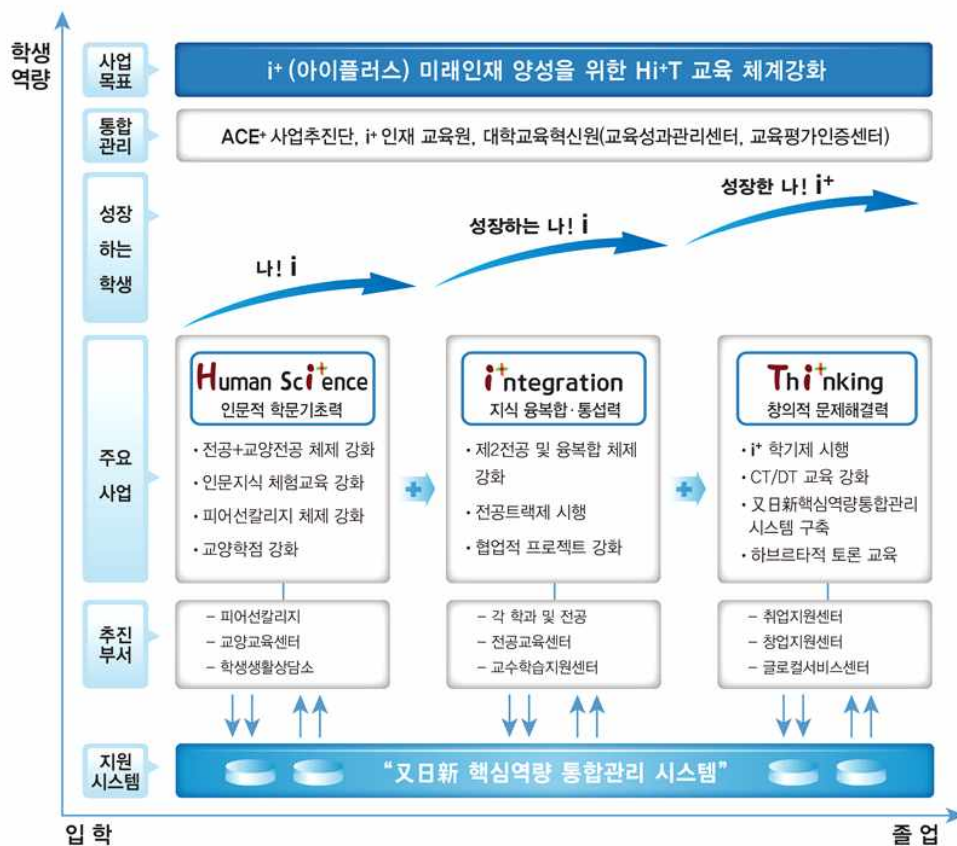 학생
역량
사업
목표
i+ (아이플러스) 미래인재 양성을 위한 Hi+T 교육 체계강화
통합
관리
ACE+ 사업추진단, i+ 인재 교육원, 대학교육혁신원(교육성과관리센터, 교육평가인증센터)
성장
하는
학생
나! i
성장하는 나! i
성장한 나! i+
주요
사업
Human Sci+ence
인문적 학문기초력
· 전공+교양전공 체제 강화
· 인문지식 체험교육 강화
· 피어선칼리지 체제 강화
· 교양학점 강화
+
i+ntegration
지식 융복합·통섭력
· 제2전공 및 융복합 체제
강화
· 전공트랙제 시행
· 협업적 프로젝트 강화
+
Thi+nking
창의적 문제해결력
· i+ 학기제 시행
· CT/DT 교육 강화
· 又日新핵심역량통합관리
시스템 구축
· 하브르타적 토론 교육
추진
부서
– 피어선칼리지
– 교양교육센터
– 학생생활상담소
– 각 학과 및 전공
– 전공교육센터
– 교수학습지원센터
– 취업지원센터
– 창업지원센터
– 글로컬서비스센터
지원
시스템
“又日新 핵심역량 통합관리 시스템”
입 학
졸 업